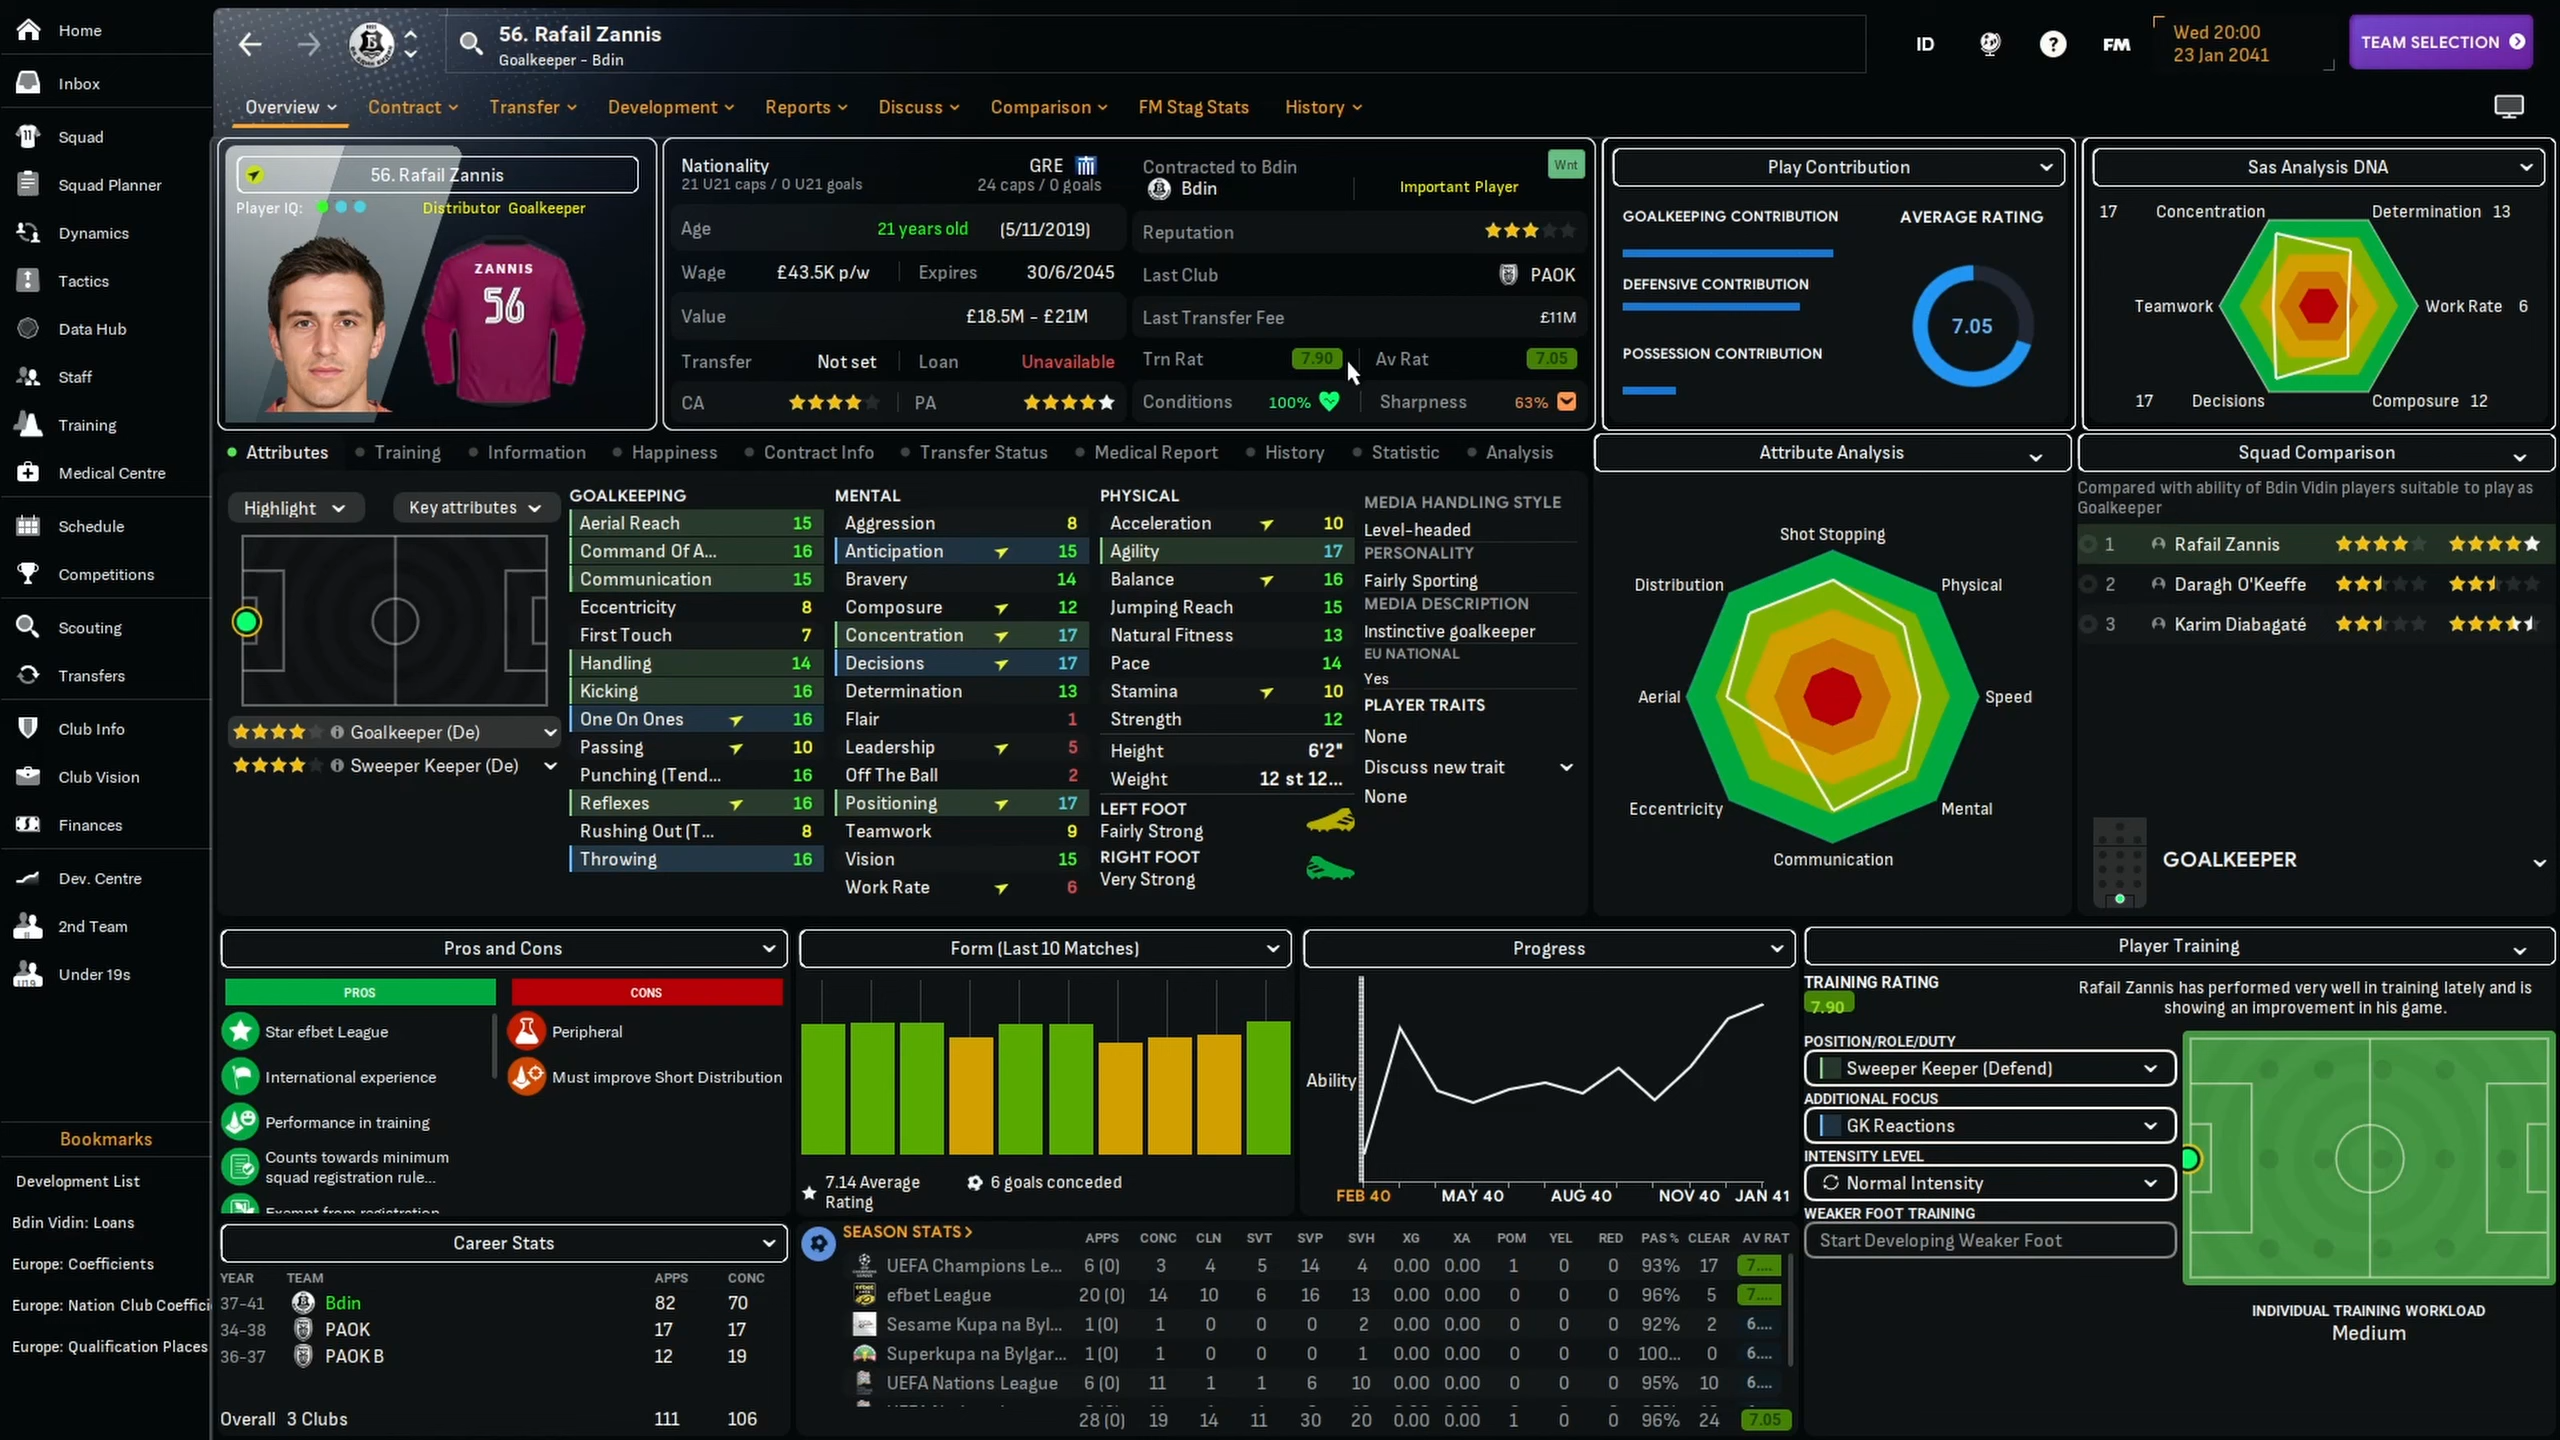 Home
Inbox
Squad
Squad Planner
Dynamics
Tactics
Data Hub
Staff
Training
Medical Centre
Schedule
Competitions
Scouting
Transfers
Club Info
Club Vision
Finances
Dev. Centre
2nd Team
Under 19s
Bookmarks
Development List
Bdin Vidin: Loans
Europe: Coefficients
Europe: Nation Club Coeffici
Europe: Qualification Places
56. Rafail Zannis
Goalkeeper - Bdin
ID
FM
Wed 20:00
23 Jan 2041
TEAM SELECTION
Overview
Contract
Transfer
Development
Reports
Discuss
Comparison
FM Stag Stats
History
56. Rafail Zannis
Player IQ:
Distributor Goalkeeper
ZANNIS
56
Nationality
21 U21 caps / 0 U21 goals
GRE
24 caps / 0 goals
Age 21 years old (5/11/2019)
Wage £43.5K p/w Expires 30/6/2045
Value £18.5M - £21M
Transfer Not set Loan Unavailable
CA PA
Contracted to Bdin
Bdin
Important Player
Wnt
Reputation
Last Club PAOK
Last Transfer Fee £11M
Trn Rat 7.90 Av Rat 7.05
Conditions 100% Sharpness 63%
Play Contribution
GOALKEEPING CONTRIBUTION
DEFENSIVE CONTRIBUTION
POSSESSION CONTRIBUTION
AVERAGE RATING
7.05
Sas Analysis DNA
17 Concentration Determination 13
Teamwork Work Rate 6
17 Decisions Composure 12
Attributes
Training
Information
Happiness
Contract Info
Transfer Status
Medical Report
History
Statistic
Analysis
Highlight
Key attributes
Goalkeeper (De)
Sweeper Keeper (De)
GOALKEEPING
Aerial Reach 15
Command Of A... 16
Communication 15
Eccentricity 8
First Touch 7
Handling 14
Kicking 16
One On Ones 16
Passing 10
Punching (Tend... 16
Reflexes 16
Rushing Out (T... 8
Throwing 16
MENTAL
Aggression 8
Anticipation 15
Bravery 14
Composure 12
Concentration 17
Decisions 17
Determination 13
Flair 1
Leadership 5
Off The Ball 2
Positioning 17
Teamwork 9
Vision 15
Work Rate 6
PHYSICAL
Acceleration 10
Agility 17
Balance 16
Jumping Reach 15
Natural Fitness 13
Pace 14
Stamina 10
Strength 12
Height 6'2"
Weight 12 st 12...
LEFT FOOT
Fairly Strong
RIGHT FOOT
Very Strong
MEDIA HANDLING STYLE
Level-headed
PERSONALITY
Fairly Sporting
MEDIA DESCRIPTION
Instinctive goalkeeper
EU NATIONAL
Yes
PLAYER TRAITS
None
Discuss new trait
None
Attribute Analysis
Shot Stopping
Distribution
Physical
Aerial
Speed
Eccentricity
Mental
Communication
Squad Comparison
Compared with ability of Bdin Vidin players suitable to play as
Goalkeeper
1 Rafail Zannis
2 Daragh O'Keeffe
3 Karim Diabagaté
GOALKEEPER
Pros and Cons
PROS
CONS
Star efbet League
International experience
Performance in training
Counts towards minimum
squad registration rule...
Exempt from registration
Peripheral
Must improve Short Distribution
Form (Last 10 Matches)
7.14 Average
Rating
6 goals conceded
Progress
Ability
FEB 40 MAY 40 AUG 40 NOV 40 JAN 41
Player Training
TRAINING RATING
7.90
Rafail Zannis has performed very well in training lately and is
showing an improvement in his game.
POSITION/ROLE/DUTY
Sweeper Keeper (Defend)
ADDITIONAL FOCUS
GK Reactions
INTENSITY LEVEL
Normal Intensity
WEAKER FOOT TRAINING
Start Developing Weaker Foot
INDIVIDUAL TRAINING WORKLOAD
Medium
Career Stats
YEAR TEAM APPS CONC
37-41 Bdin 82 70
34-38 PAOK 17 17
36-37 PAOK B 12 19
Overall 3 Clubs 111 106
SEASON STATS
APPS CONC CLN SVT SVP SVH XG XA POM YEL RED PAS % CLEAR AV RAT
UEFA Champions Le... 6 (0) 3 4 5 14 4 0.00 0.00 1 0 0 93% 17 7....
efbet League 20 (0) 14 10 6 16 13 0.00 0.00 0 0 0 96% 5 7....
Sesame Kupa na Byl... 1 (0) 1 0 0 0 2 0.00 0.00 0 0 0 92% 2 6....
Superkupa na Bylgar... 1 (0) 1 0 0 0 1 0.00 0.00 0 0 0 100... 0 6....
UEFA Nations League 6 (0) 11 1 1 6 10 0.00 0.00 0 0 0 95% 10 6....
28 (0) 19 14 11 30 20 0.00 0.00 1 0 0 96% 24 7.05